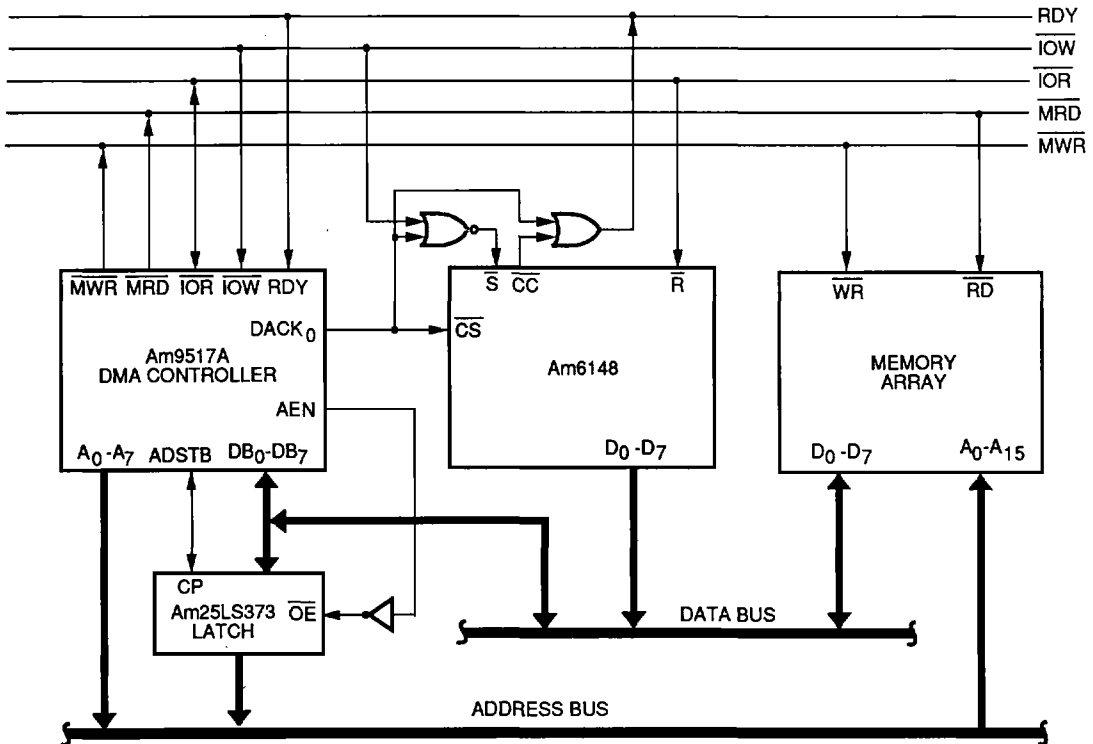 RDY
IOW
IOR
MRD
MWR
MWR MRD IOR IOW RDY
DACK0
Am9517A
DMA CONTROLLER
AEN
A0-A7 ADSTB DB0-DB7
S CC R
CS
Am6148
D0-D7
WR RD
MEMORY
ARRAY
D0-D7 A0-A15
CP
Am25LS373 OE
LATCH
DATA BUS
ADDRESS BUS